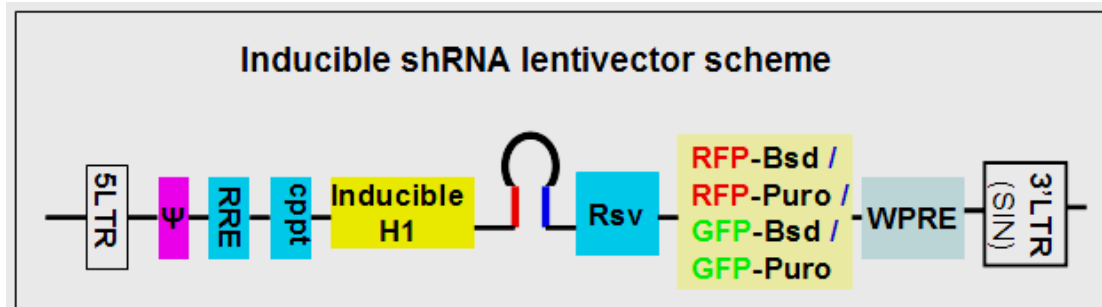 Inducible shRNA lentivector scheme
5LTR
Ψ
RRE
cppt
Inducible
H1
Rsv
RFP-Bsd /
RFP-Puro /
GFP-Bsd /
GFP-Puro
WPRE
3'LTR
(SIN)